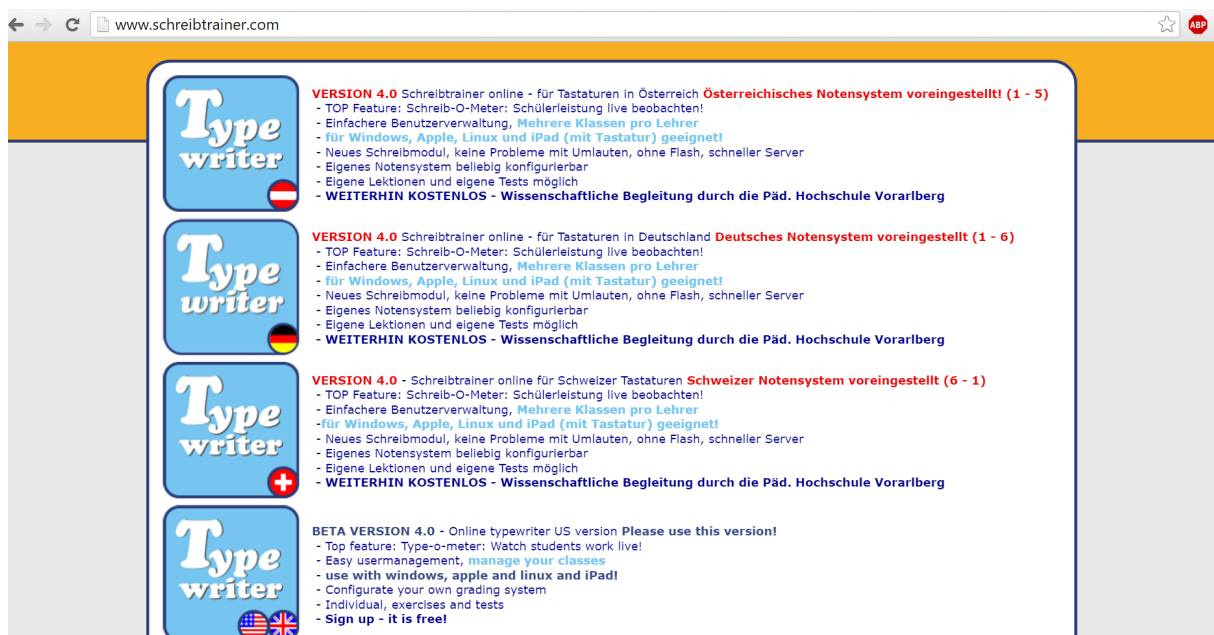 www.schreibtrainer.com
ABP
Type
writer
VERSION 4.0 Schreibtrainer online - für Tastaturen in Österreich Österreichisches Notensystem voreingestellt! (1 - 5)
- TOP Feature: Schreib-O-Meter: Schülerleistung live beobachten!
- Einfachere Benutzerverwaltung, Mehrere Klassen pro Lehrer
- für Windows, Apple, Linux und iPad (mit Tastatur) geeignet!
- Neues Schreibmodul, keine Probleme mit Umlauten, ohne Flash, schneller Server
- Eigenes Notensystem beliebig konfigurierbar
- Eigene Lektionen und eigene Tests möglich
- WEITERHIN KOSTENLOS - Wissenschaftliche Begleitung durch die Päd. Hochschule Vorarlberg
Type
writer
VERSION 4.0 Schreibtrainer online - für Tastaturen in Deutschland Deutsches Notensystem voreingestellt (1 - 6)
- TOP Feature: Schreib-O-Meter: Schülerleistung live beobachten!
- Einfachere Benutzerverwaltung, Mehrere Klassen pro Lehrer
- für Windows, Apple, Linux und iPad (mit Tastatur) geeignet!
- Neues Schreibmodul, keine Probleme mit Umlauten, ohne Flash, schneller Server
- Eigenes Notensystem beliebig konfigurierbar
- Eigene Lektionen und eigene Tests möglich
- WEITERHIN KOSTENLOS - Wissenschaftliche Begleitung durch die Päd. Hochschule Vorarlberg
Type
writer
VERSION 4.0 - Schreibtrainer online für Schweizer Tastaturen Schweizer Notensystem voreingestellt (6 - 1)
- TOP Feature: Schreib-O-Meter: Schülerleistung live beobachten!
- Einfachere Benutzerverwaltung, Mehrere Klassen pro Lehrer
-für Windows, Apple, Linux und iPad (mit Tastatur) geeignet!
- Neues Schreibmodul, keine Probleme mit Umlauten, ohne Flash, schneller Server
- Eigenes Notensystem beliebig konfigurierbar
- Eigene Lektionen und eigene Tests möglich
- WEITERHIN KOSTENLOS - Wissenschaftliche Begleitung durch die Päd. Hochschule Vorarlberg
Type
writer
BETA VERSION 4.0 - Online typewriter US version Please use this version!
- Top feature: Type-o-meter: Watch students work live!
- Easy usermanagement, manage your classes
- use with windows, apple and linux and iPad!
- Configurate your own grading system
- Individual, exercises and tests
- Sign up - it is free!